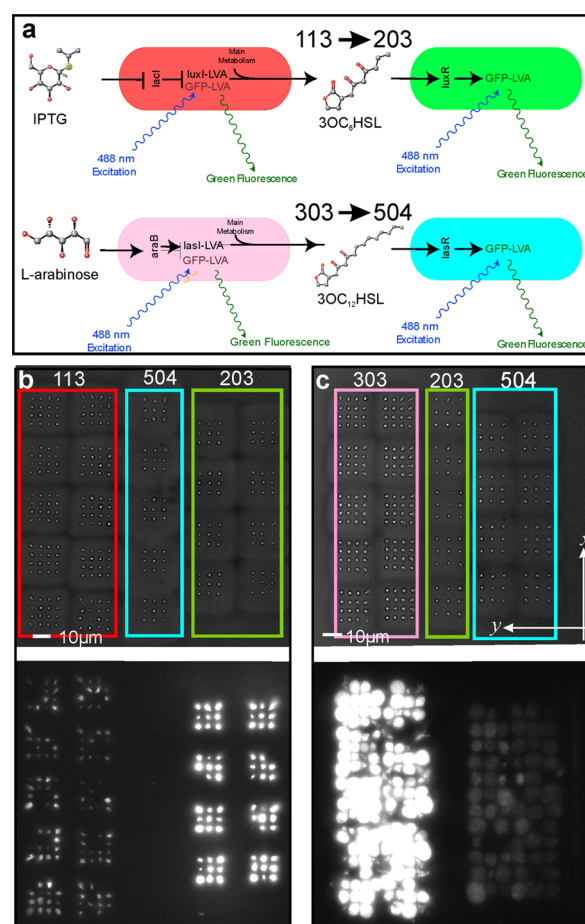 a
113 → 203
IPTG
lacI
luxI-LVA
GFP-LVA
Main
Metabolism
3OC6HSL
luxR
GFP-LVA
488 nm
Excitation
Green Fluorescence
488 nm
Excitation
Green Fluorescence
303 → 504
L-arabinose
araB
lasI-LVA
GFP-LVA
Main
Metabolism
3OC12HSL
lasR
GFP-LVA
488 nm
Excitation
Green Fluorescence
488 nm
Excitation
Green Fluorescence
b
113
504
203
10μm
c
303
203
504
x
y
10μm